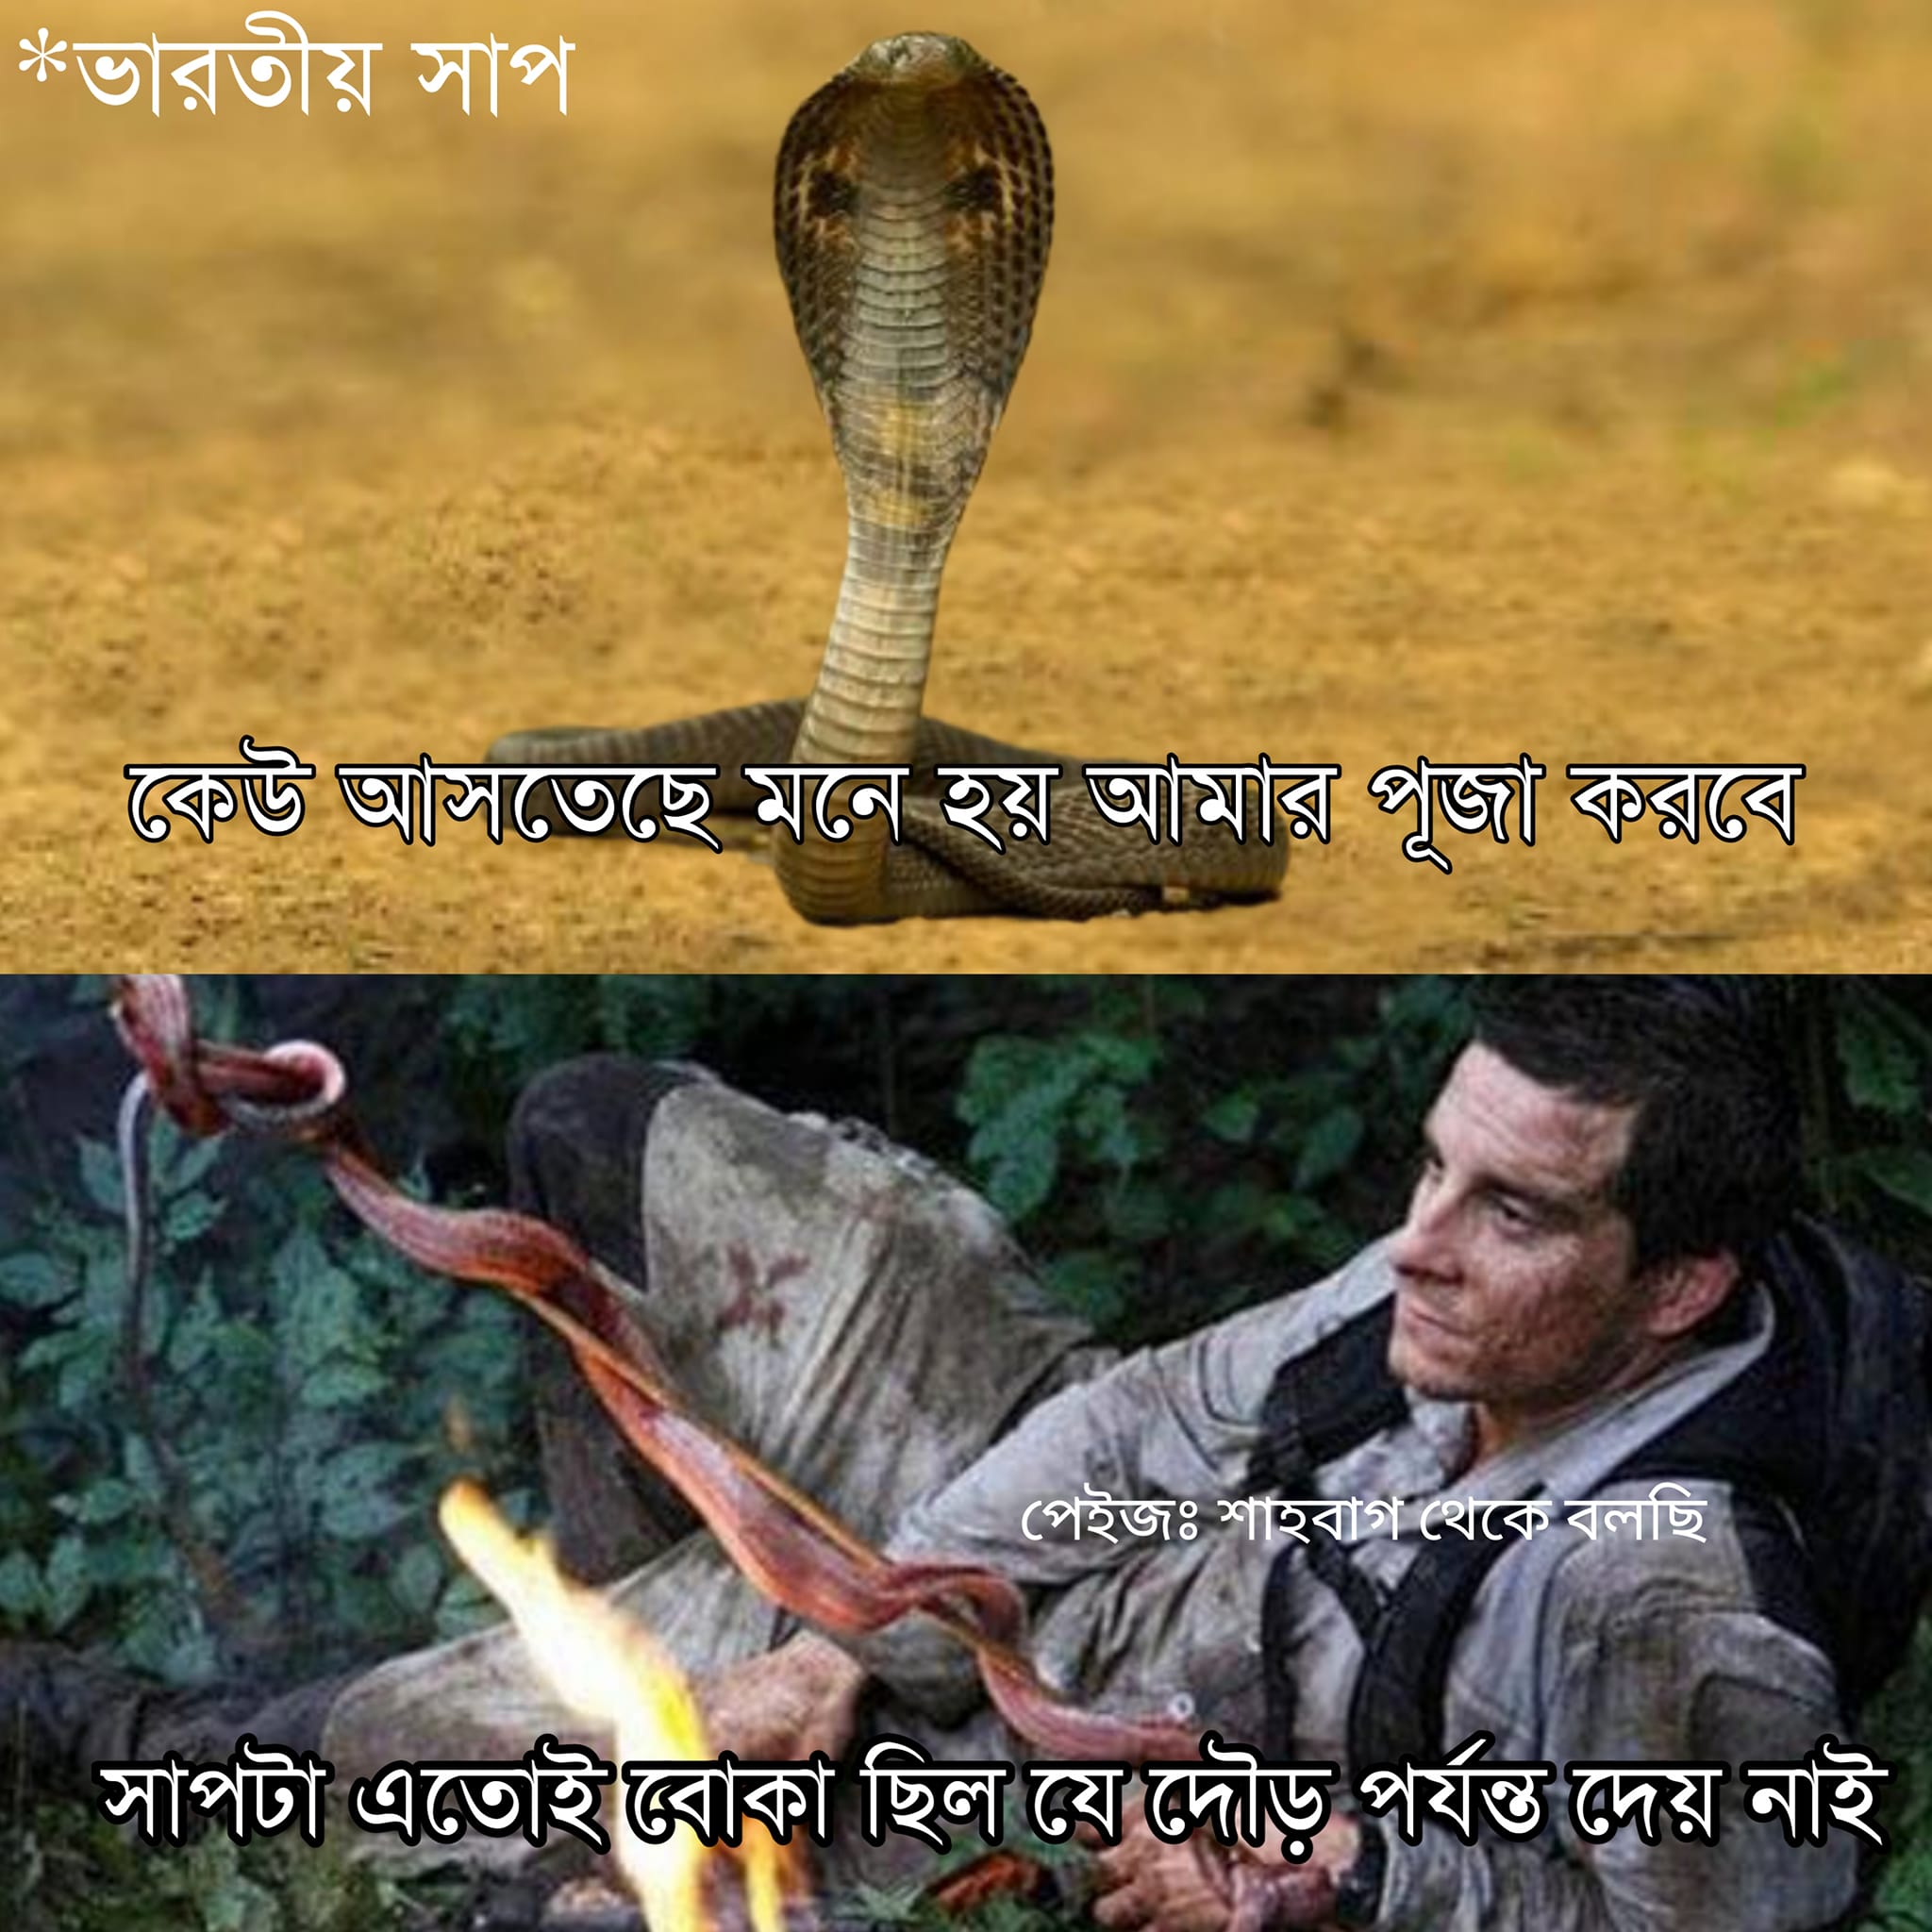 *ভারতীয় সাপ
কেউ আসতেছে মনে হয় আমার পূজা করবে
পেইজঃ শাহবাগ থেকে বলছি
সাপটা এতোই বোকা ছিল যে দৌড় পর্যন্ত দেয় নাই